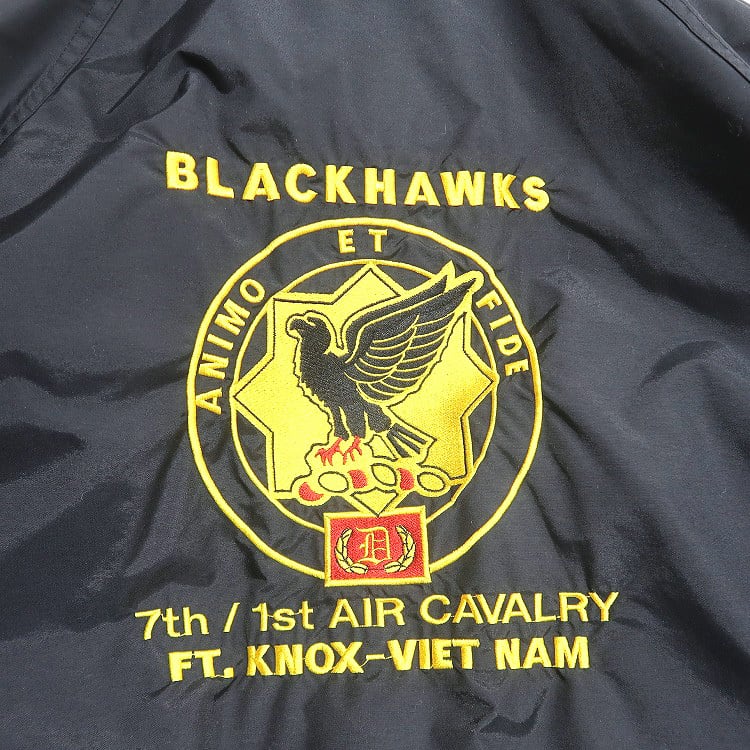 BLACKHAWKS
ANIMO ET FIDE
D
7th / 1st AIR CAVALRY
FT. KNOX-VIET NAM